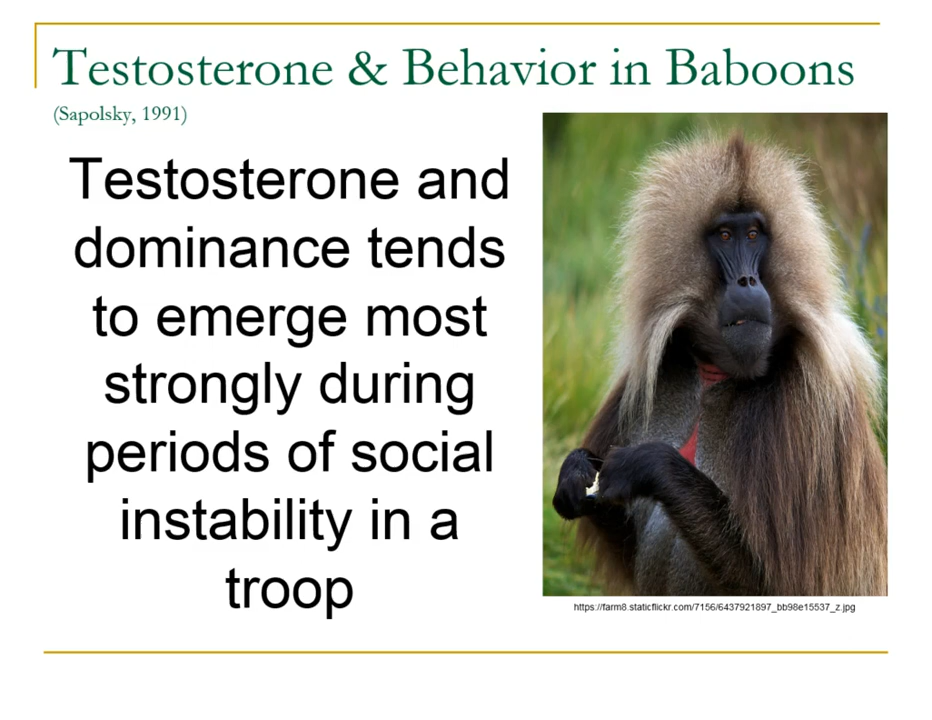 Testosterone & Behavior in Baboons
(Sapolsky, 1991)
Testosterone and
dominance tends
to emerge most
strongly during
periods of social
instability in a
troop
https://farm8.staticflickr.com/7156/6437921897_bb98e15537_z.jpg